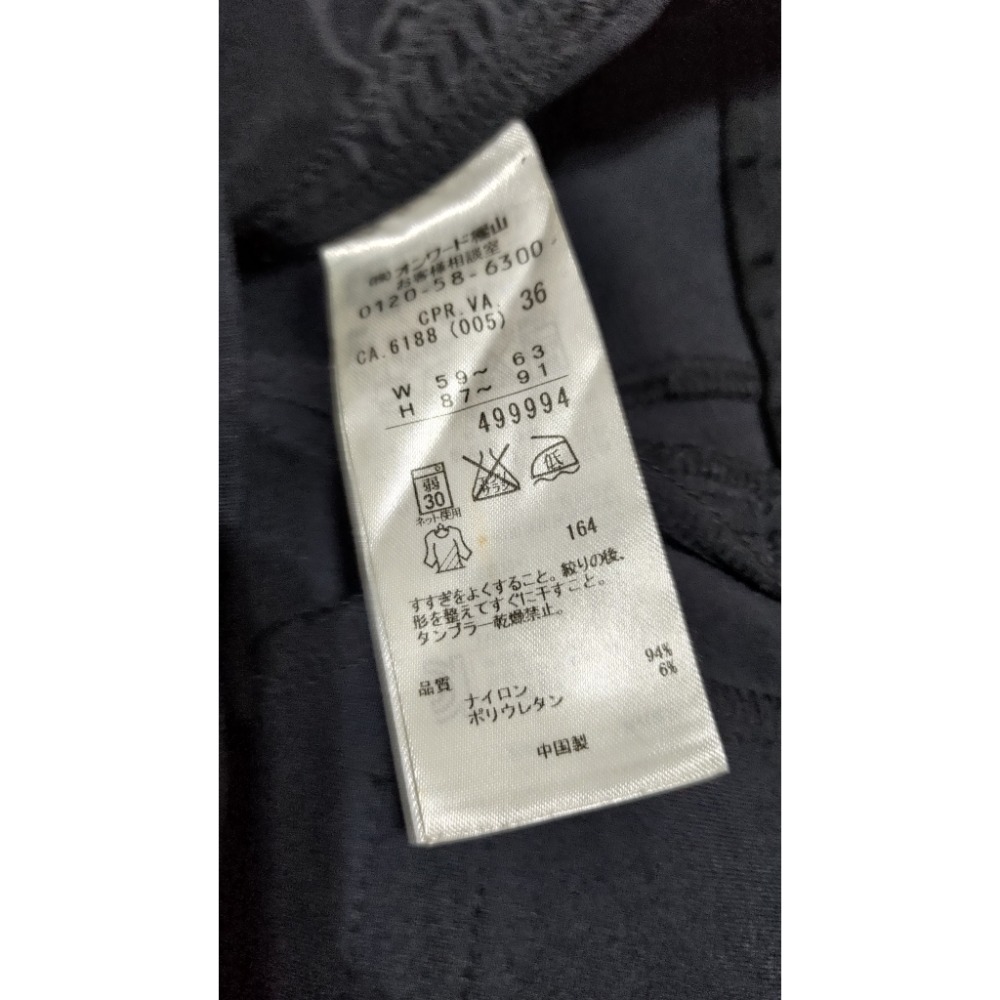 ㈱オンワード樫山
お客様相談室
0120-58-6300
CPR.VA. 36
CA.6188 (005)
W 59～ 63
H 87～ 91
499994
弱
30
ネット使用
サラシ
低
164
すすぎをよくすること。絞りの後、
形を整えてすぐに干すこと。
タンブラー乾燥禁止。
品質
ナイロン 94%
ポリウレタン 6%
中国製